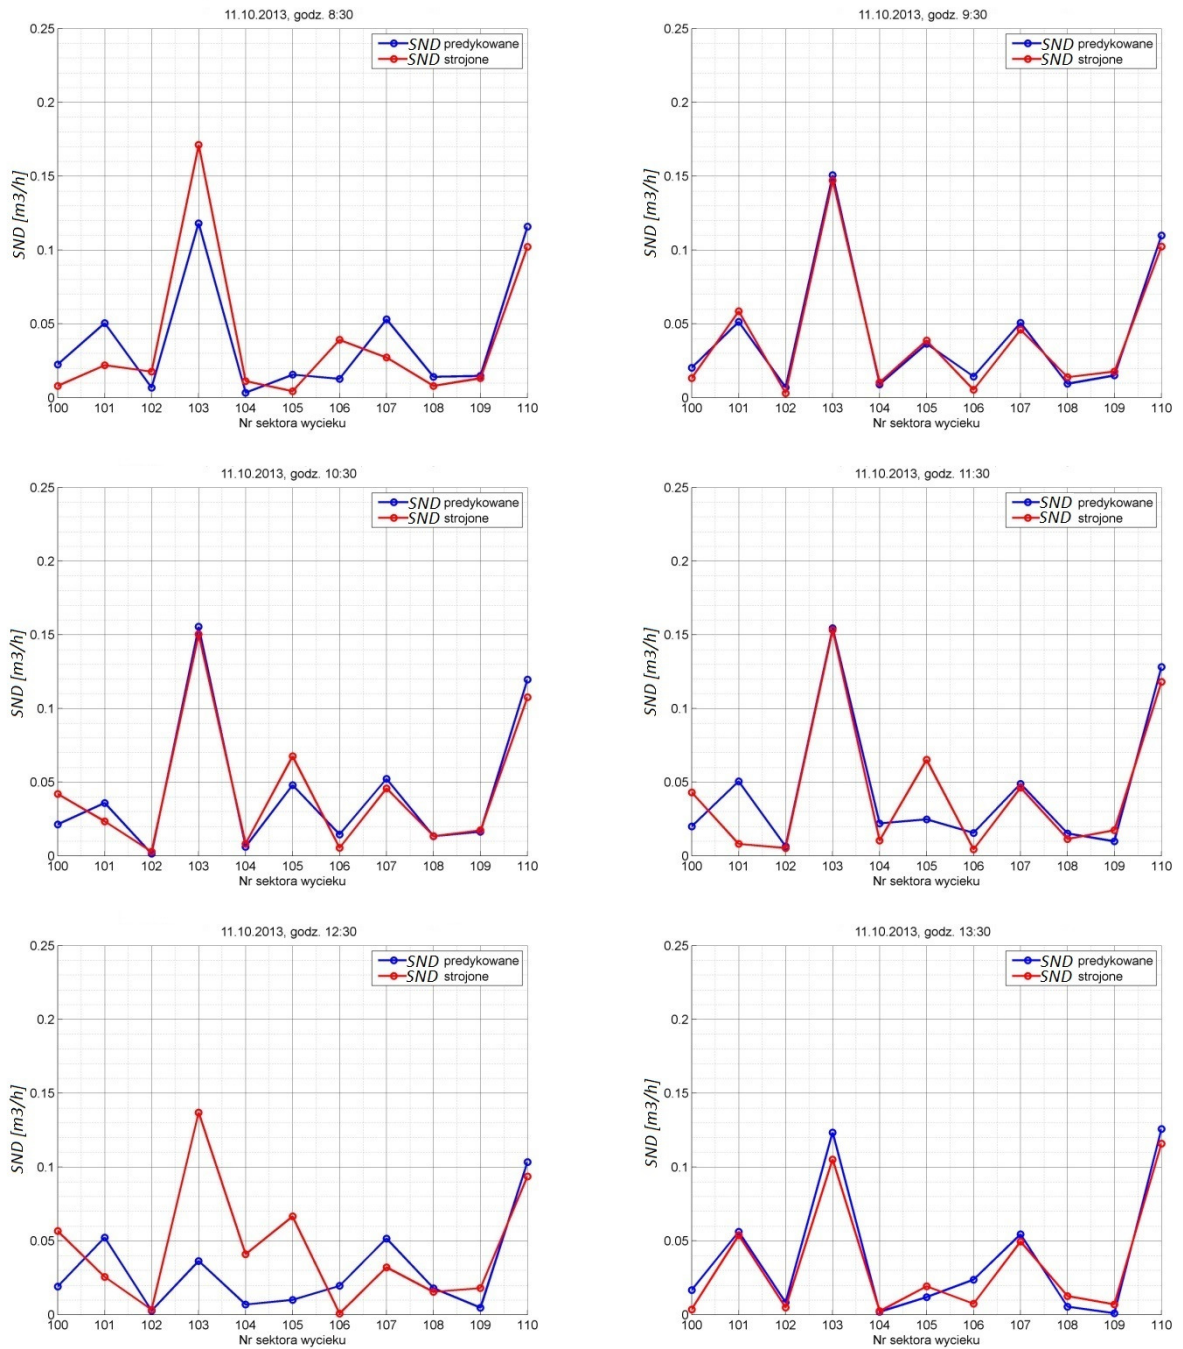 11.10.2013, godz. 8:30
SND predykowane
SND strojone
0.25
0.2
0.15
0.1
0.05
0
SND [m3/h]
100 101 102 103 104 105 106 107 108 109 110
Nr sektora wycieku
11.10.2013, godz. 9:30
SND predykowane
SND strojone
0.25
0.2
0.15
0.1
0.05
0
SND [m3/h]
100 101 102 103 104 105 106 107 108 109 110
Nr sektora wycieku
11.10.2013, godz. 10:30
SND predykowane
SND strojone
0.25
0.2
0.15
0.1
0.05
0
SND [m3/h]
100 101 102 103 104 105 106 107 108 109 110
Nr sektora wycieku
11.10.2013, godz. 11:30
SND predykowane
SND strojone
0.25
0.2
0.15
0.1
0.05
0
SND [m3/h]
100 101 102 103 104 105 106 107 108 109 110
Nr sektora wycieku
11.10.2013, godz. 12:30
SND predykowane
SND strojone
0.25
0.2
0.15
0.1
0.05
0
SND [m3/h]
100 101 102 103 104 105 106 107 108 109 110
Nr sektora wycieku
11.10.2013, godz. 13:30
SND predykowane
SND strojone
0.25
0.2
0.15
0.1
0.05
0
SND [m3/h]
100 101 102 103 104 105 106 107 108 109 110
Nr sektora wycieku